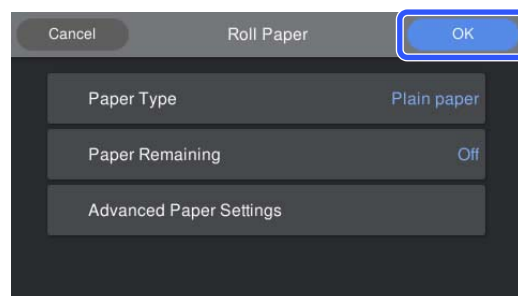 Cancel Roll Paper OK
Paper Type Plain paper
Paper Remaining Off
Advanced Paper Settings